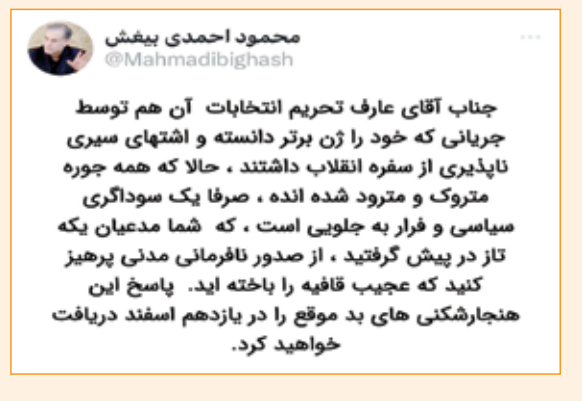 محمود احمدی بیغش
@Mahmadibighash
جناب آقای عارف تحریم انتخابات آن هم توسط
جریانی که خود را ژن برتر دانسته و اشتهای سیری
ناپذیری از سفره انقلاب داشتند ، حالا که همه جوره
متروک و مترود شده انده ، صرفا یک سوداگری
سیاسی و فرار به جلویی است ، که شما مدعیان یکه
تاز در پیش گرفتید ، از صدور نافرمانی مدنی پرهیز
کنید که عجیب قافیه را باخته اید. پاسخ این
هنجارشکنی های بد موقع را در یازدهم اسفند دریافت
خواهید کرد.